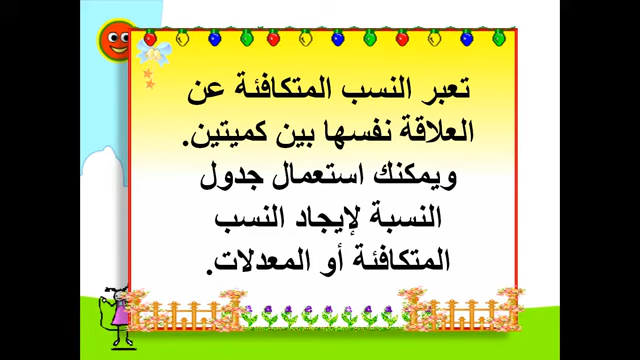 تعبر النسب المتكافئة عن
العلاقة نفسها بين كميتين.
ويمكنك استعمال جدول
النسبة لإيجاد النسب
المتكافئة أو المعدلات.